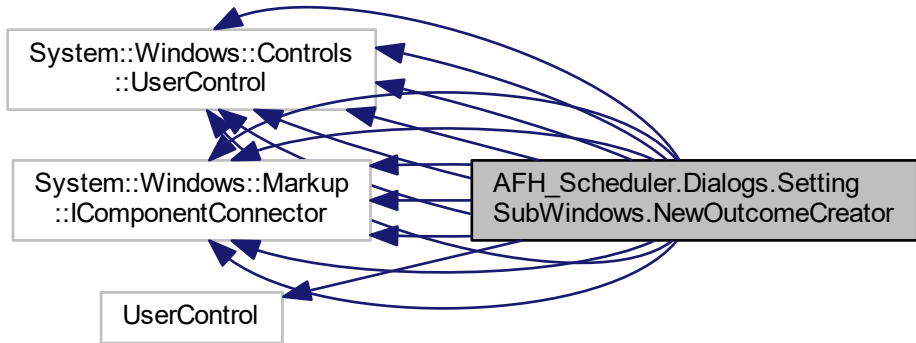 System::Windows::Controls
::UserControl
System::Windows::Markup
::IComponentConnector
AFH_Scheduler.Dialogs.Setting
SubWindows.NewOutcomeCreator
UserControl